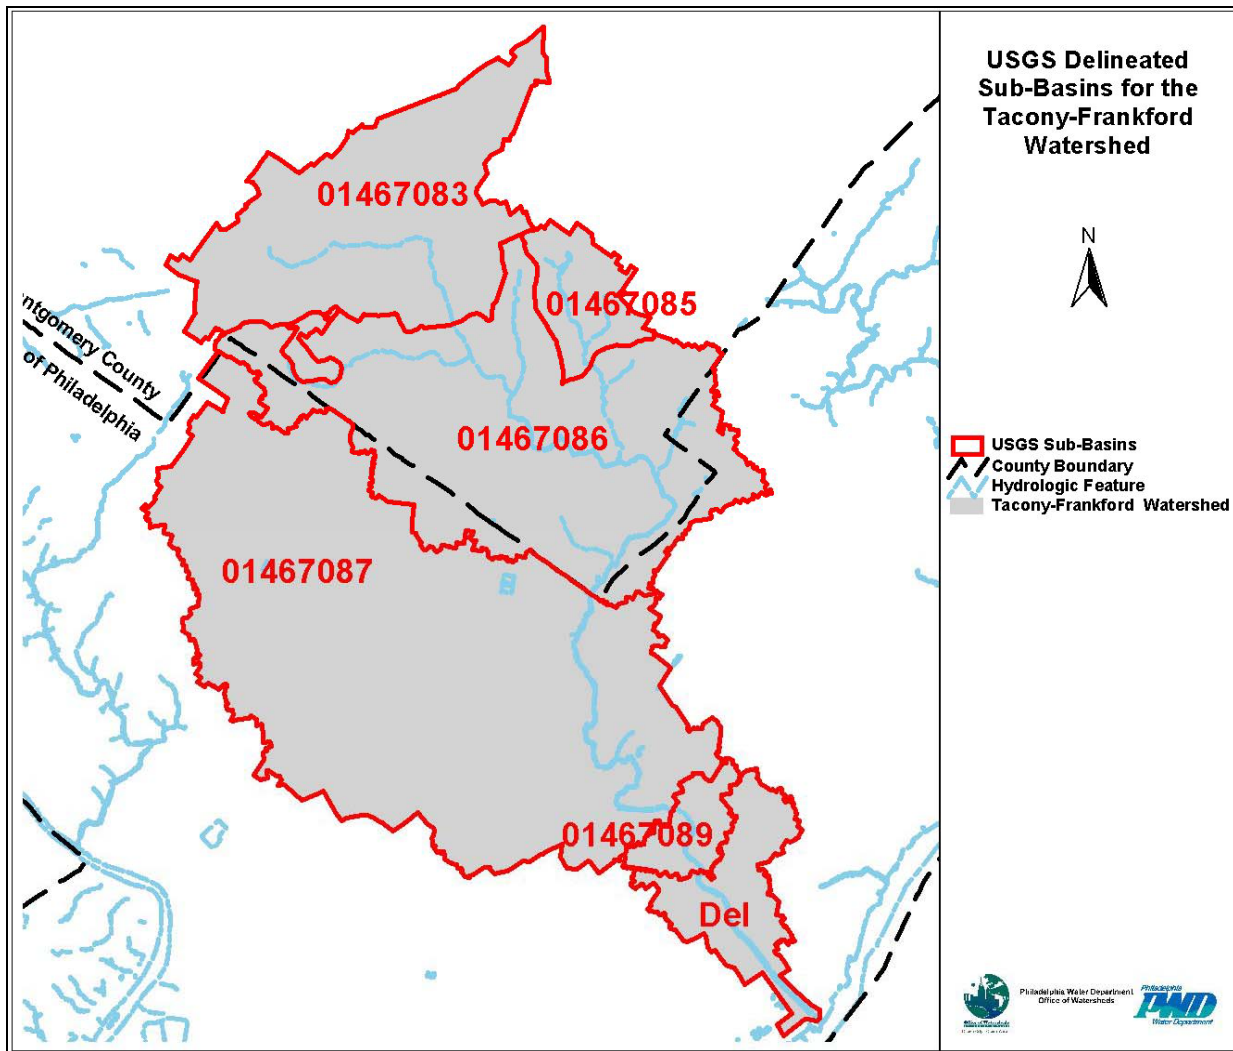 USGS Delineated
Sub-Basins for the
Tacony-Frankford
Watershed
N
01467083
01467085
ntgomery County
of Philadelphia
01467086
01467087
01467089
Del
USGS Sub-Basins
County Boundary
Hydrologic Feature
Tacony-Frankford Watershed
Philadelphia Water Department
Office of Watersheds
Philadelphia
PWD
Water Department